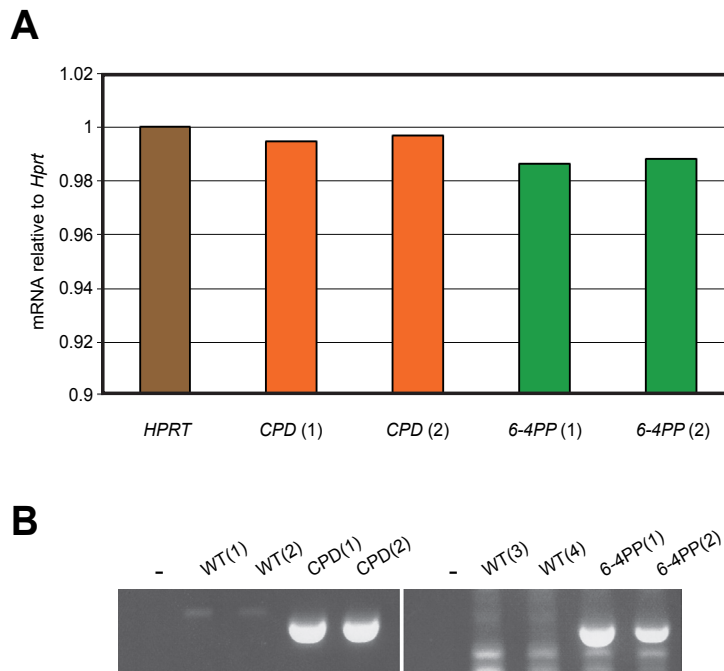 A
mRNA relative to Hprt
1.02
1
0.98
0.96
0.94
0.92
0.9
HPRT CPD (1) CPD (2) 6-4PP (1) 6-4PP (2)
B
- WT(1) WT(2) CPD(1) CPD(2) - WT(3) WT(4) 6-4PP(1) 6-4PP(2)